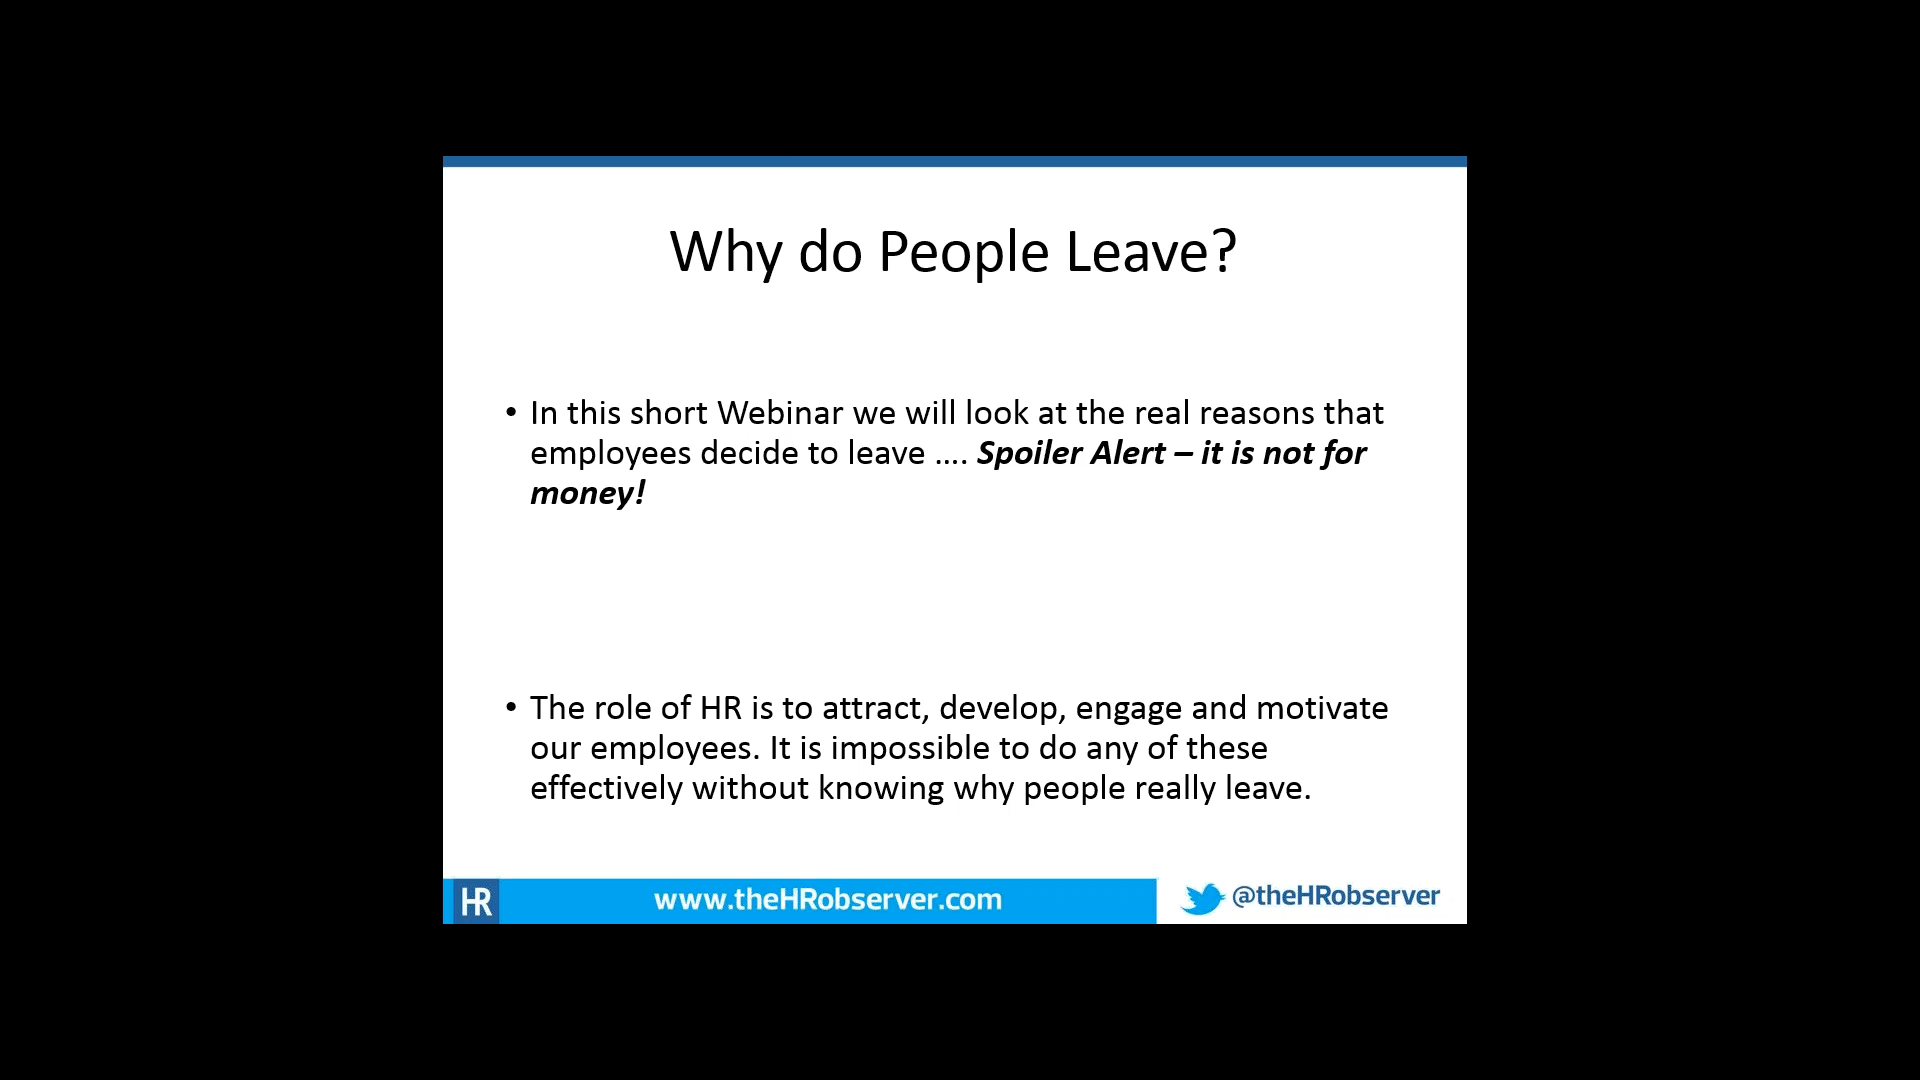 Why do People Leave?
• In this short Webinar we will look at the real reasons that
employees decide to leave .... Spoiler Alert – it is not for
money!
• The role of HR is to attract, develop, engage and motivate
our employees. It is impossible to do any of these
effectively without knowing why people really leave.
HR www.theHRobserver.com @theHRobserver